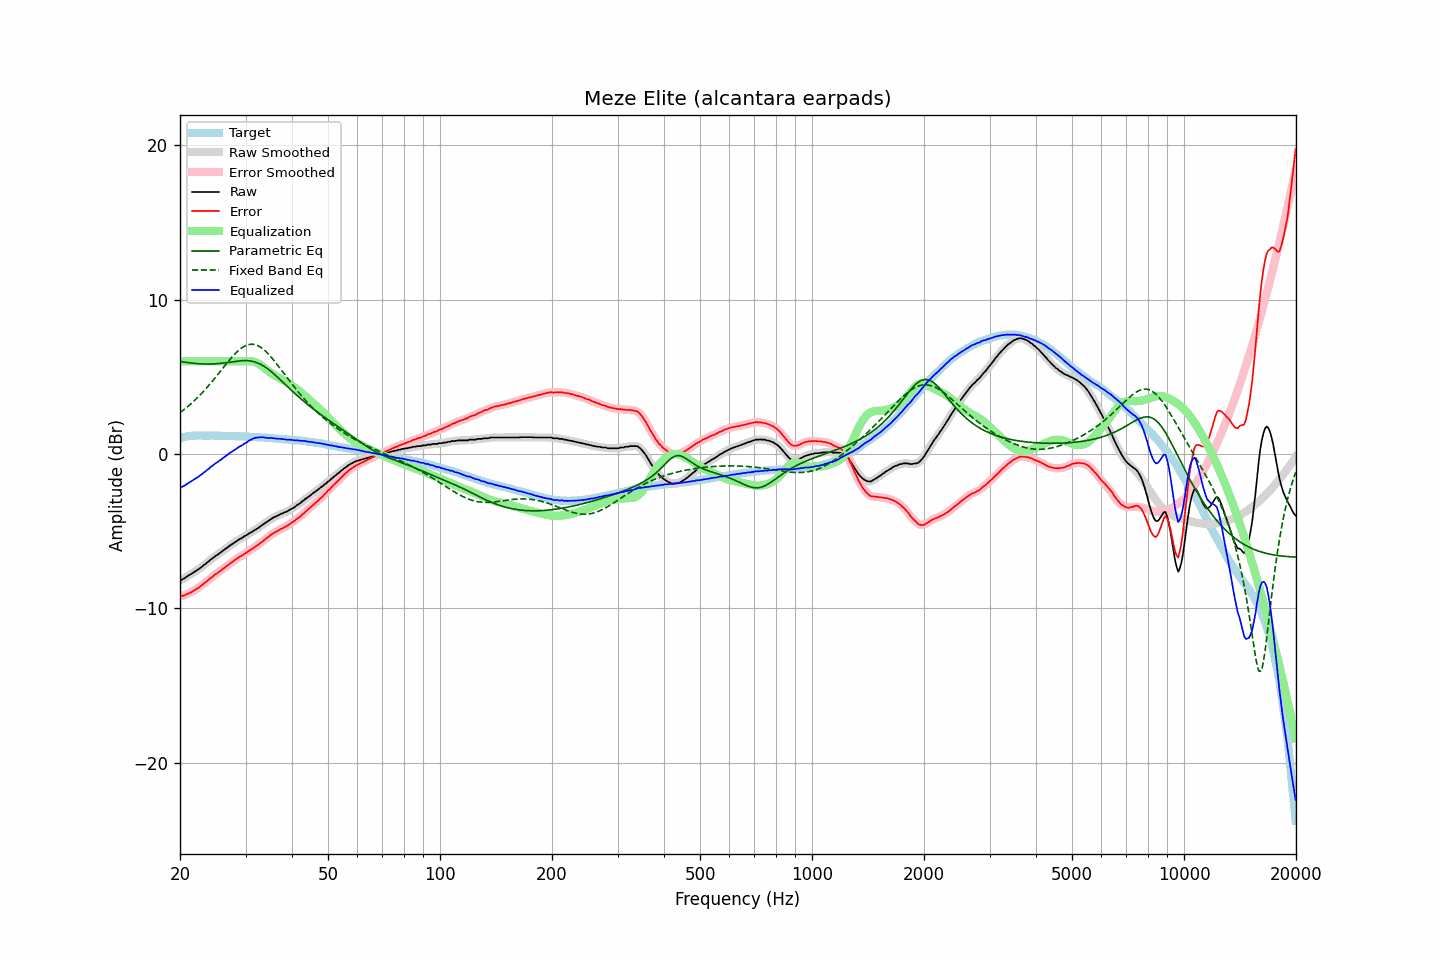 Meze Elite (alcantara earpads)
Target
Raw Smoothed
Error Smoothed
Raw
Error
Equalization
Parametric Eq
Fixed Band Eq
Equalized
20
10
0
−10
−20
Amplitude (dBr)
20 50 100 200 500 1000 2000 5000 10000 20000
Frequency (Hz)